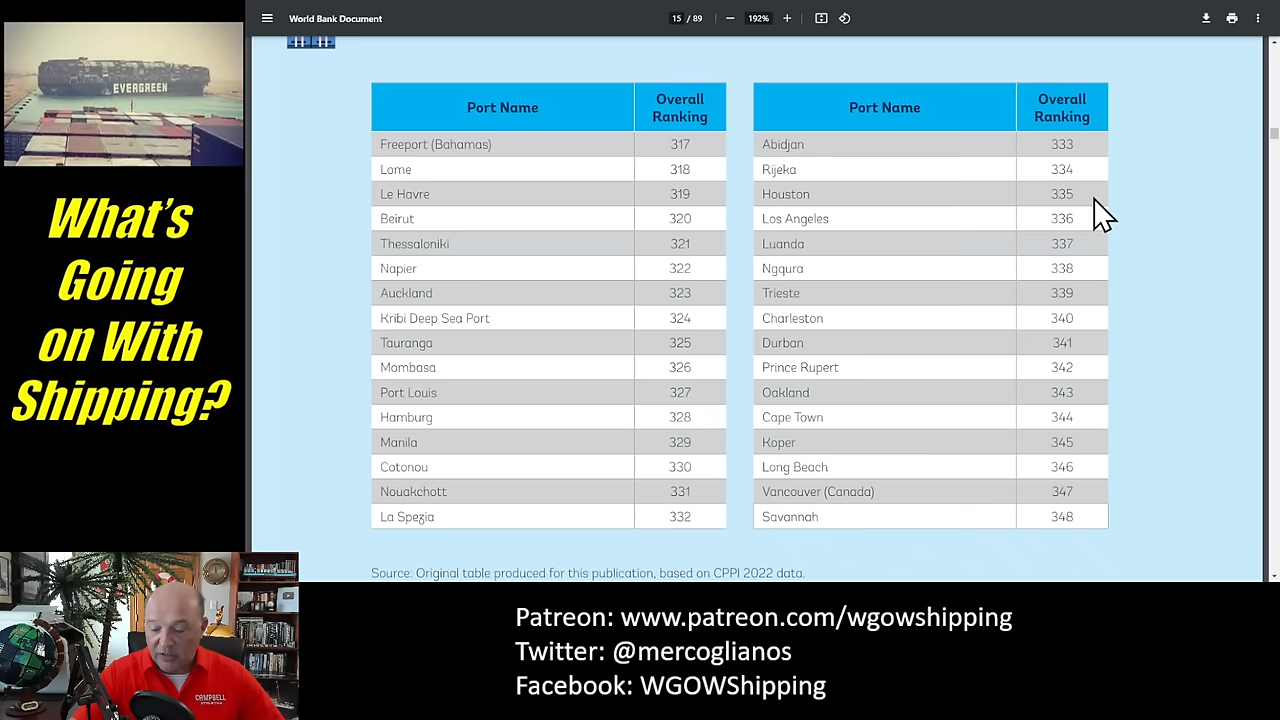 World Bank Document
15 / 89
192%
EVERGREEN
What's
Going
on With
Shipping?
Port Name Overall Ranking
Freeport (Bahamas) 317
Lome 318
Le Havre 319
Beirut 320
Thessaloniki 321
Napier 322
Auckland 323
Kribi Deep Sea Port 324
Tauranga 325
Mombasa 326
Port Louis 327
Hamburg 328
Manila 329
Cotonou 330
Nouakchott 331
La Spezia 332
Port Name Overall Ranking
Abidjan 333
Rijeka 334
Houston 335
Los Angeles 336
Luanda 337
Ngqura 338
Trieste 339
Charleston 340
Durban 341
Prince Rupert 342
Oakland 343
Cape Town 344
Koper 345
Long Beach 346
Vancouver (Canada) 347
Savannah 348
Source: Original table produced for this publication, based on CPPI 2022 data.
CAMPBELL
Patreon: www.patreon.com/wgowshipping
Twitter: @mercoglianos
Facebook: WGOWShipping